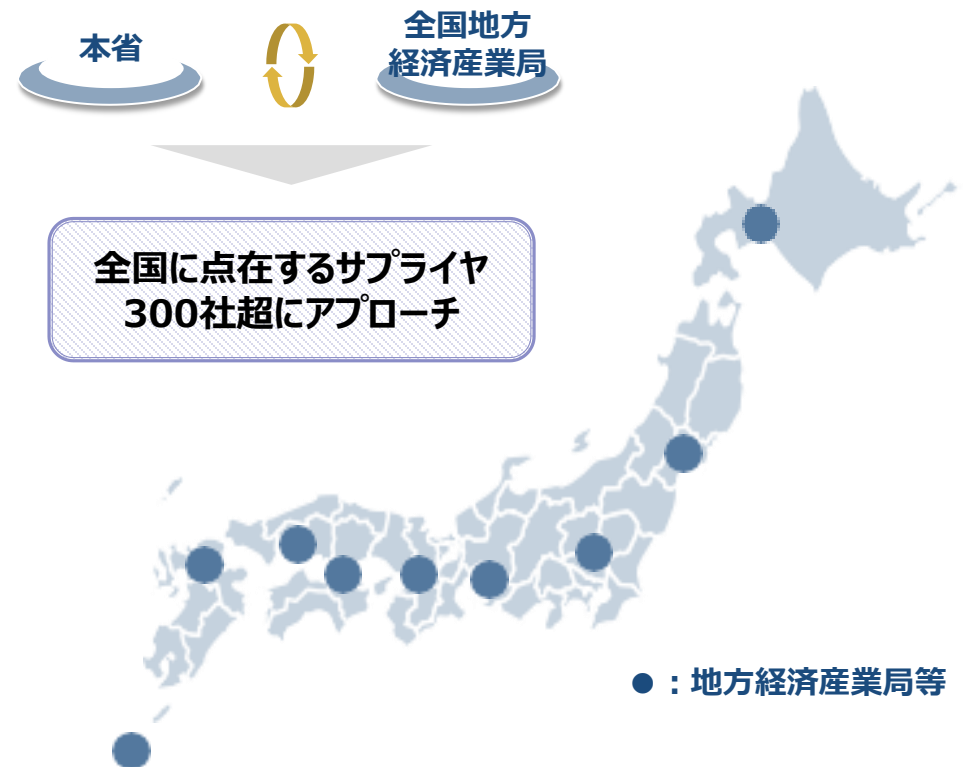 本省
全国地方
経済産業局
全国に点在するサプライヤ
300社超にアプローチ
●：地方経済産業局等